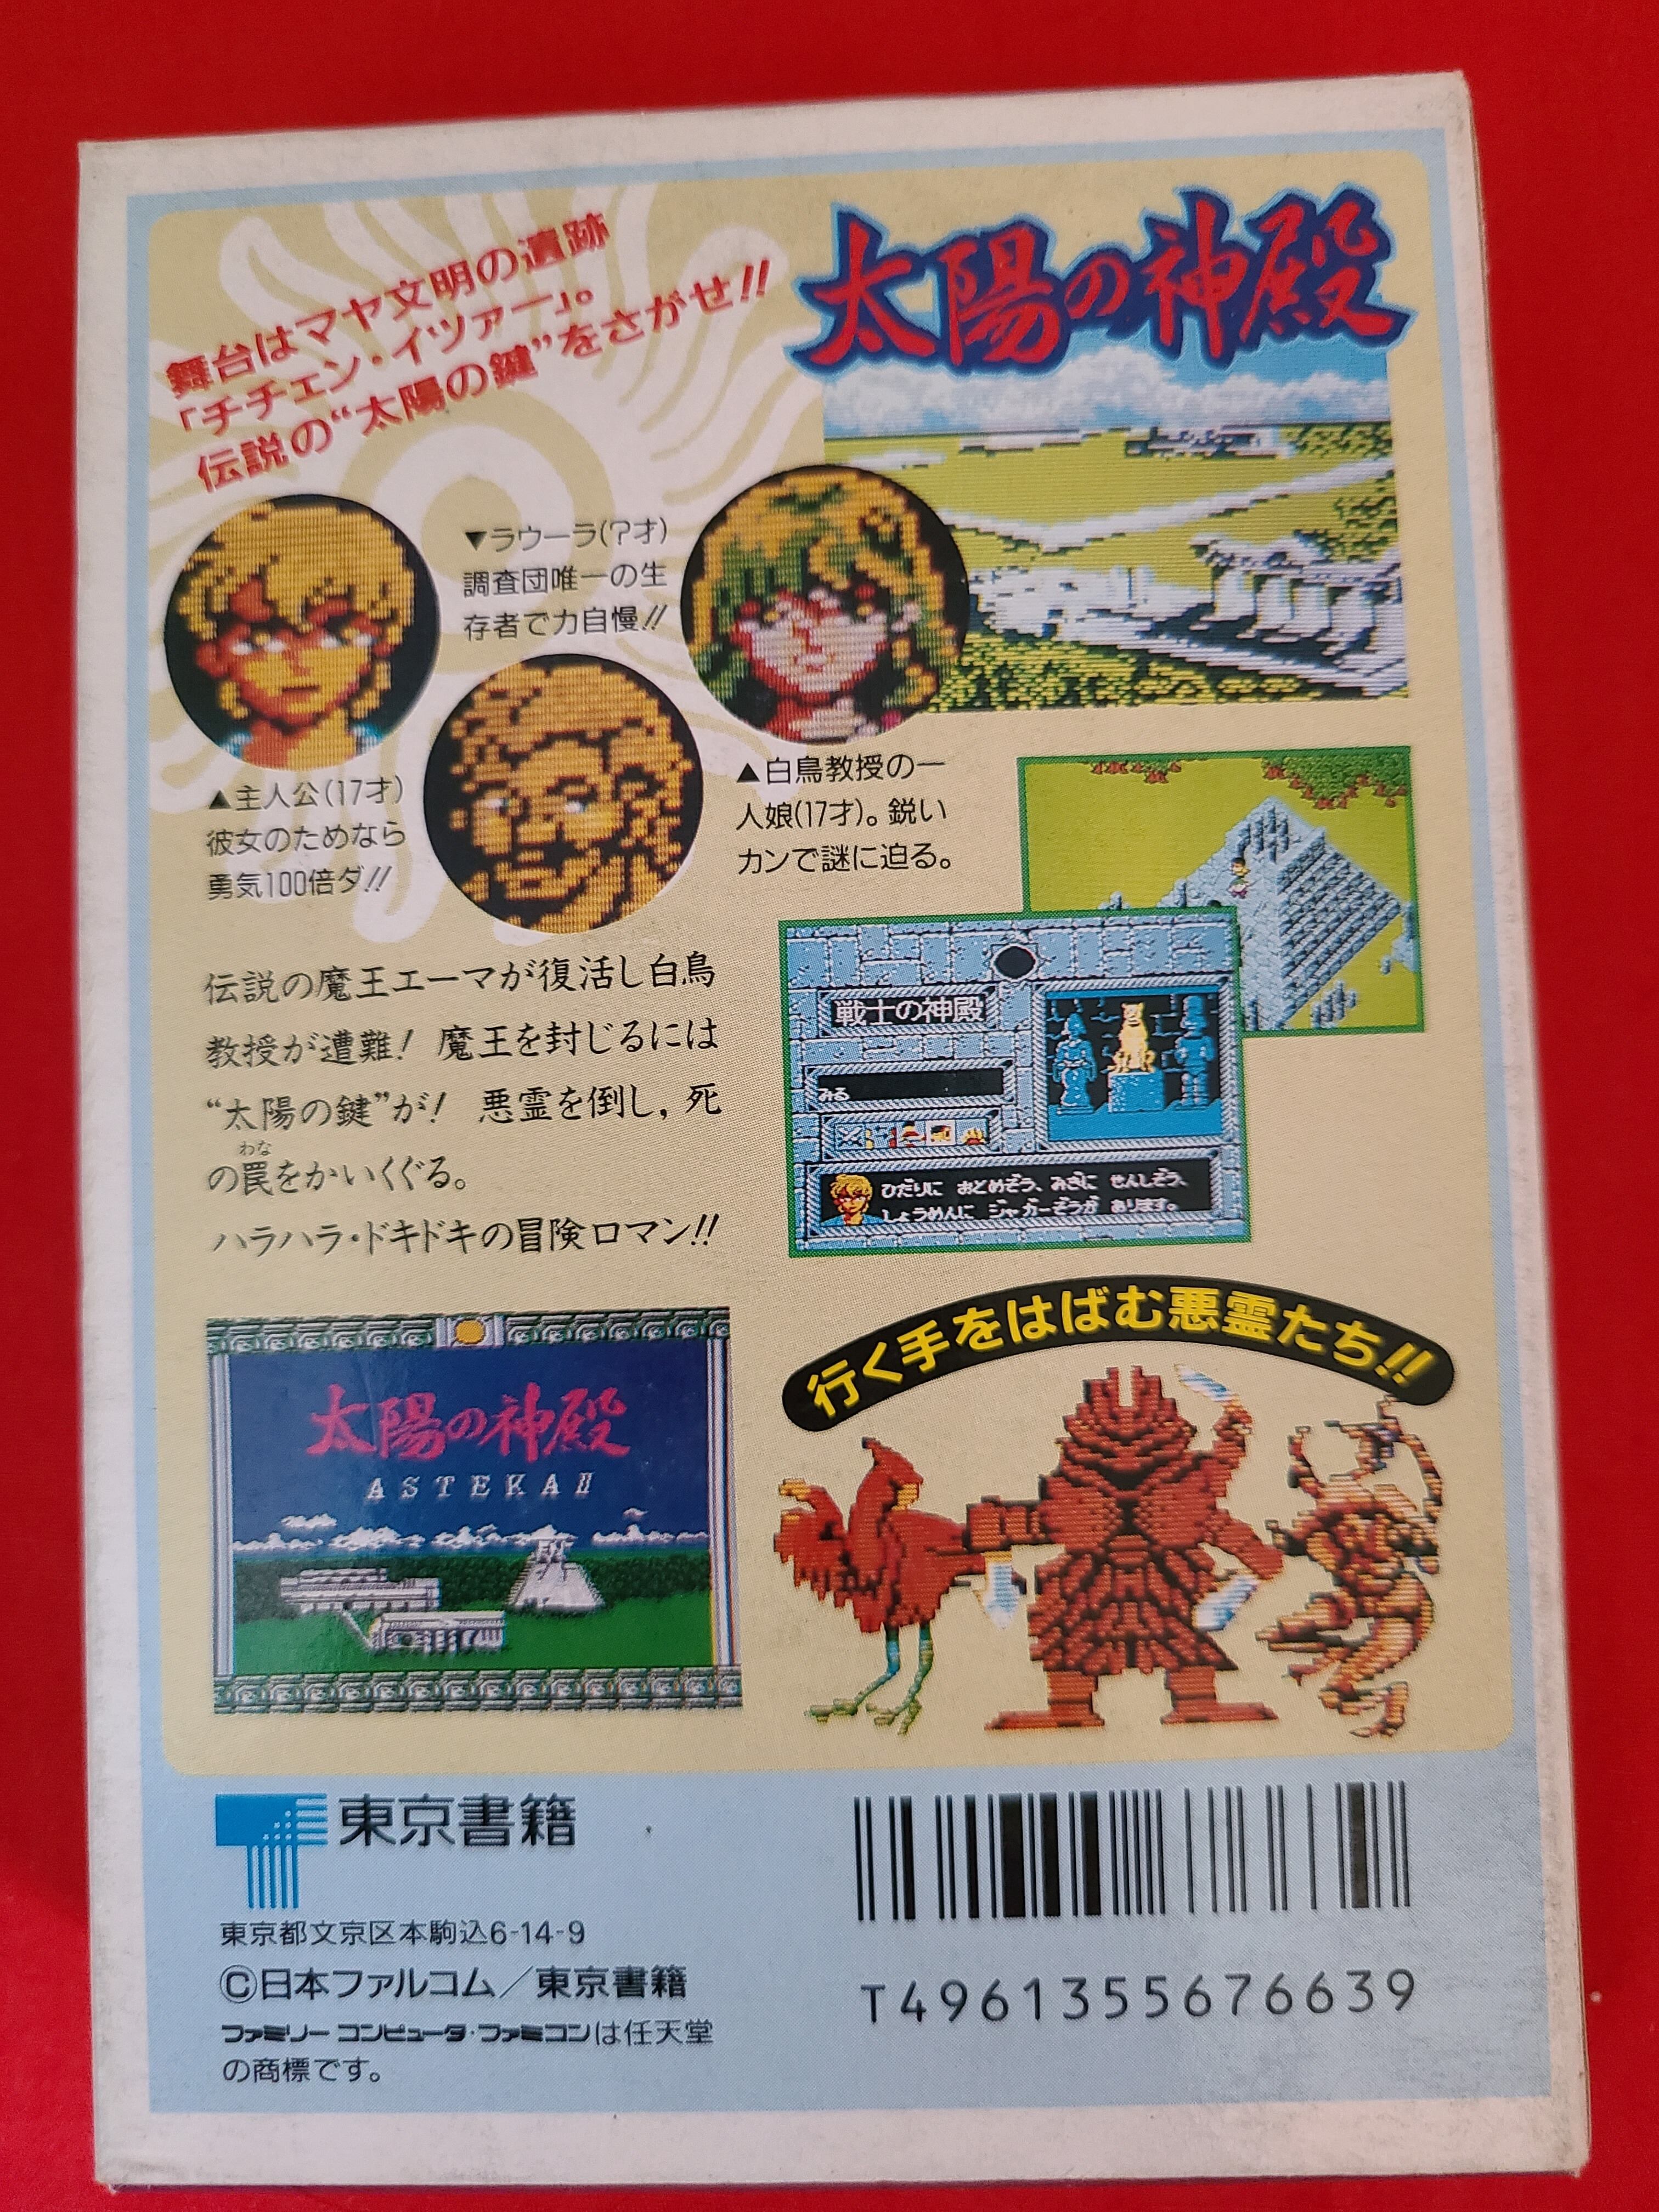 太陽の神殿
舞台はマヤ文明の遺跡
「チチェン・イツァー」。
伝説の“太陽の鍵”をさがせ!!
▼ラウーラ(?才)
調査団唯一の生
存者で力自慢!!
▲主人公(17才)
彼女のためなら
勇気100倍ダ!!
▲白鳥教授の一
人娘(17才)。鋭い
カンで謎に迫る。
伝説の魔王エーマが復活し白鳥
教授が遭難! 魔王を封じるには
“太陽の鍵”が! 悪霊を倒し, 死
わな
の罠をかいくぐる。
ハラハラ・ドキドキの冒険ロマン!!
戦士の神殿
みる
ひだりに おとめぞう、みぎに せんしぞう、
しょうめんに ジャガーぞうが あります。
太陽の神殿
ASTEKA II
行く手をはばむ悪霊たち!!
東京書籍
東京都文京区本駒込6-14-9
©日本ファルコム／東京書籍
ファミリーコンピュータ・ファミコンは任天堂
の商標です。
T4961355676639